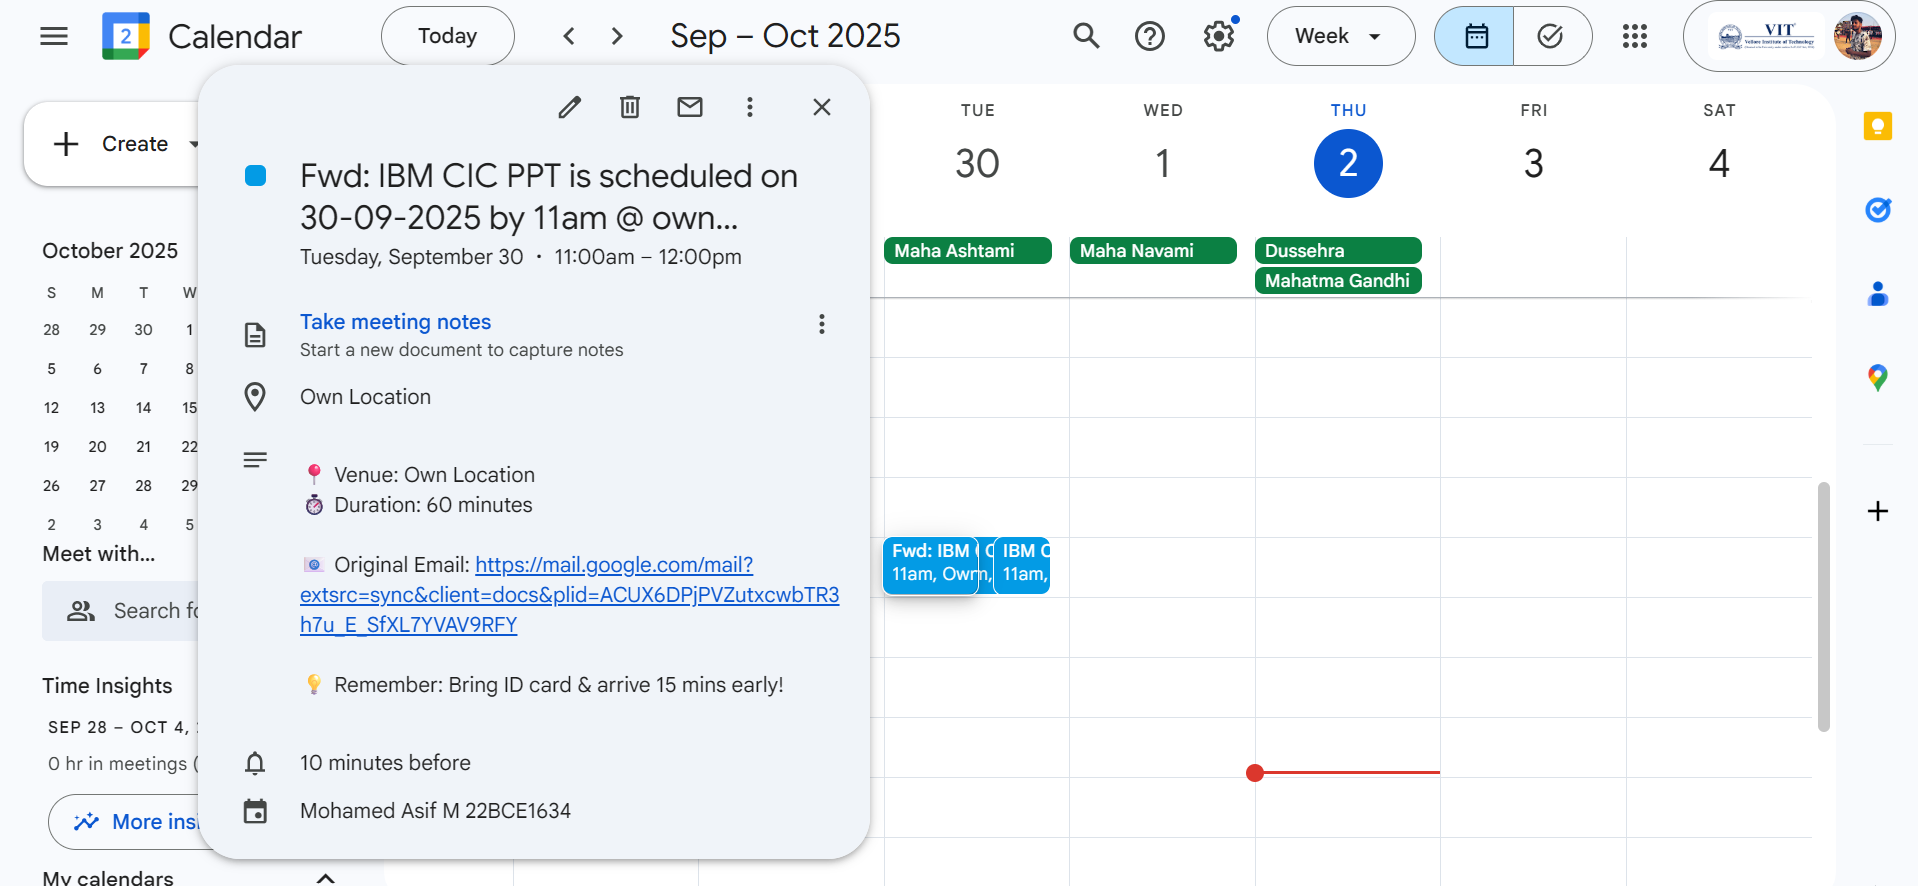 2
Calendar
Today
Sep – Oct 2025
Week
VIT
Vellore Institute of Technology
Create
October 2025
S M T W
28 29 30 1
5 6 7 8
12 13 14 15
19 20 21 22
26 27 28 29
2 3 4 5
Meet with...
Search fo
Time Insights
SEP 28 – OCT 4,
0 hr in meetings (
More insi
My calendars
Fwd: IBM CIC PPT is scheduled on
30-09-2025 by 11am @ own...
Tuesday, September 30 · 11:00am – 12:00pm
Take meeting notes
Start a new document to capture notes
Own Location
📍 Venue: Own Location
⏱️ Duration: 60 minutes
📧 Original Email: https://mail.google.com/mail?
extsrc=sync&client=docs&plid=ACUX6DPjPVZutxcwbTR3
h7u_E_SfXL7YVAV9RFY
💡 Remember: Bring ID card & arrive 15 mins early!
10 minutes before
Mohamed Asif M 22BCE1634
TUE WED THU FRI SAT
30 1 2 3 4
Maha Ashtami Maha Navami Dussehra
Mahatma Gandhi
Fwd: IBM C IBM C
11am, Own m, 11am,